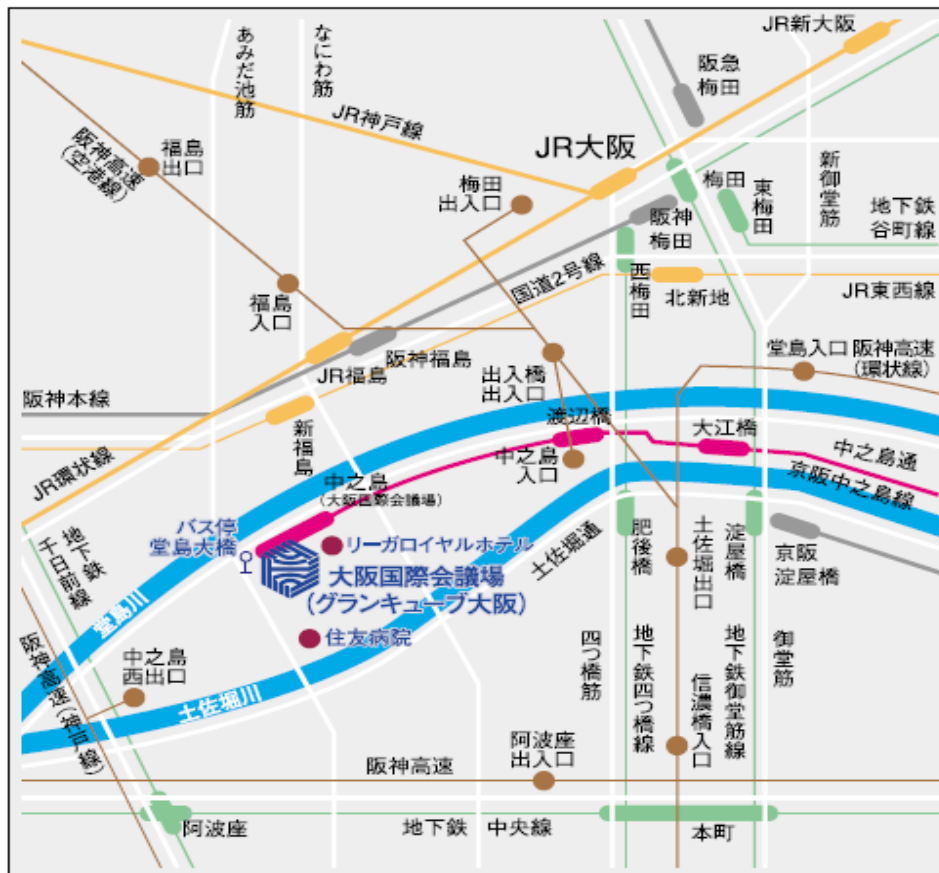 JR新大阪
あみだ池筋
なにわ筋
阪急
梅田
JR神戸線
阪神高速
(空港線)
福島
出口
JR大阪
梅田
出入口
梅田
東梅田
新御堂筋
地下鉄
谷町線
阪神
梅田
国道2号線
西梅田
北新地
JR東西線
福島
入口
阪神福島
JR福島
出入橋
出入口
堂島入口
阪神高速
(環状線)
阪神本線
新福島
渡辺橋
大江橋
中之島
入口
中之島通
京阪中之島線
JR環状線
中之島
(大阪国際会議場)
バス停
堂島大橋
リーガロイヤルホテル
大阪国際会議場
(グランキューブ大阪)
土佐堀通
肥後橋
土佐堀出口
淀屋橋
京阪
淀屋橋
地下鉄
千日前線
堂島川
住友病院
阪神高速(神戸線)
中之島
西出口
土佐堀川
四つ橋筋
地下鉄四つ橋線
信濃橋入口
地下鉄御堂筋線
御堂筋
阪神高速
阿波座
出入口
阿波座
地下鉄
中央線
本町